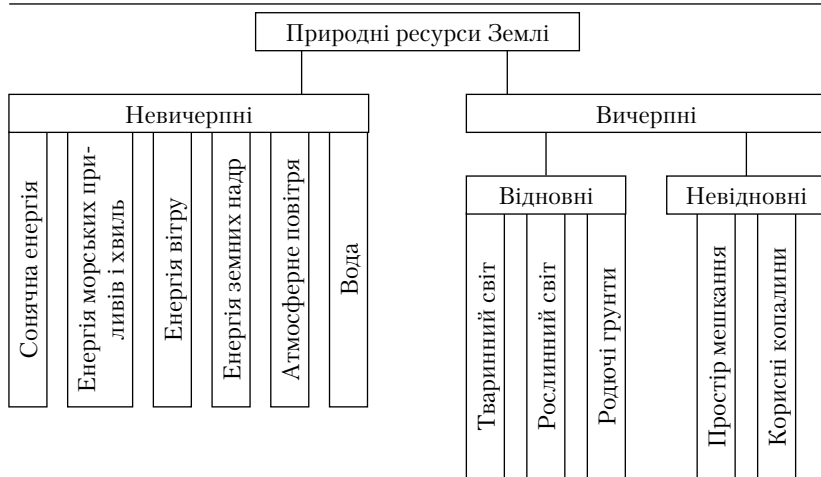 Природні ресурси Землі
Невичерпні
Вичерпні
Сонячна енергія
Енергія морських при-
ливів і хвиль
Енергія вітру
Енергія земних надр
Атмосферне повітря
Вода
Відновні
Невідновні
Тваринний світ
Рослинний світ
Родючі грунти
Простір мешкання
Корисні копалини